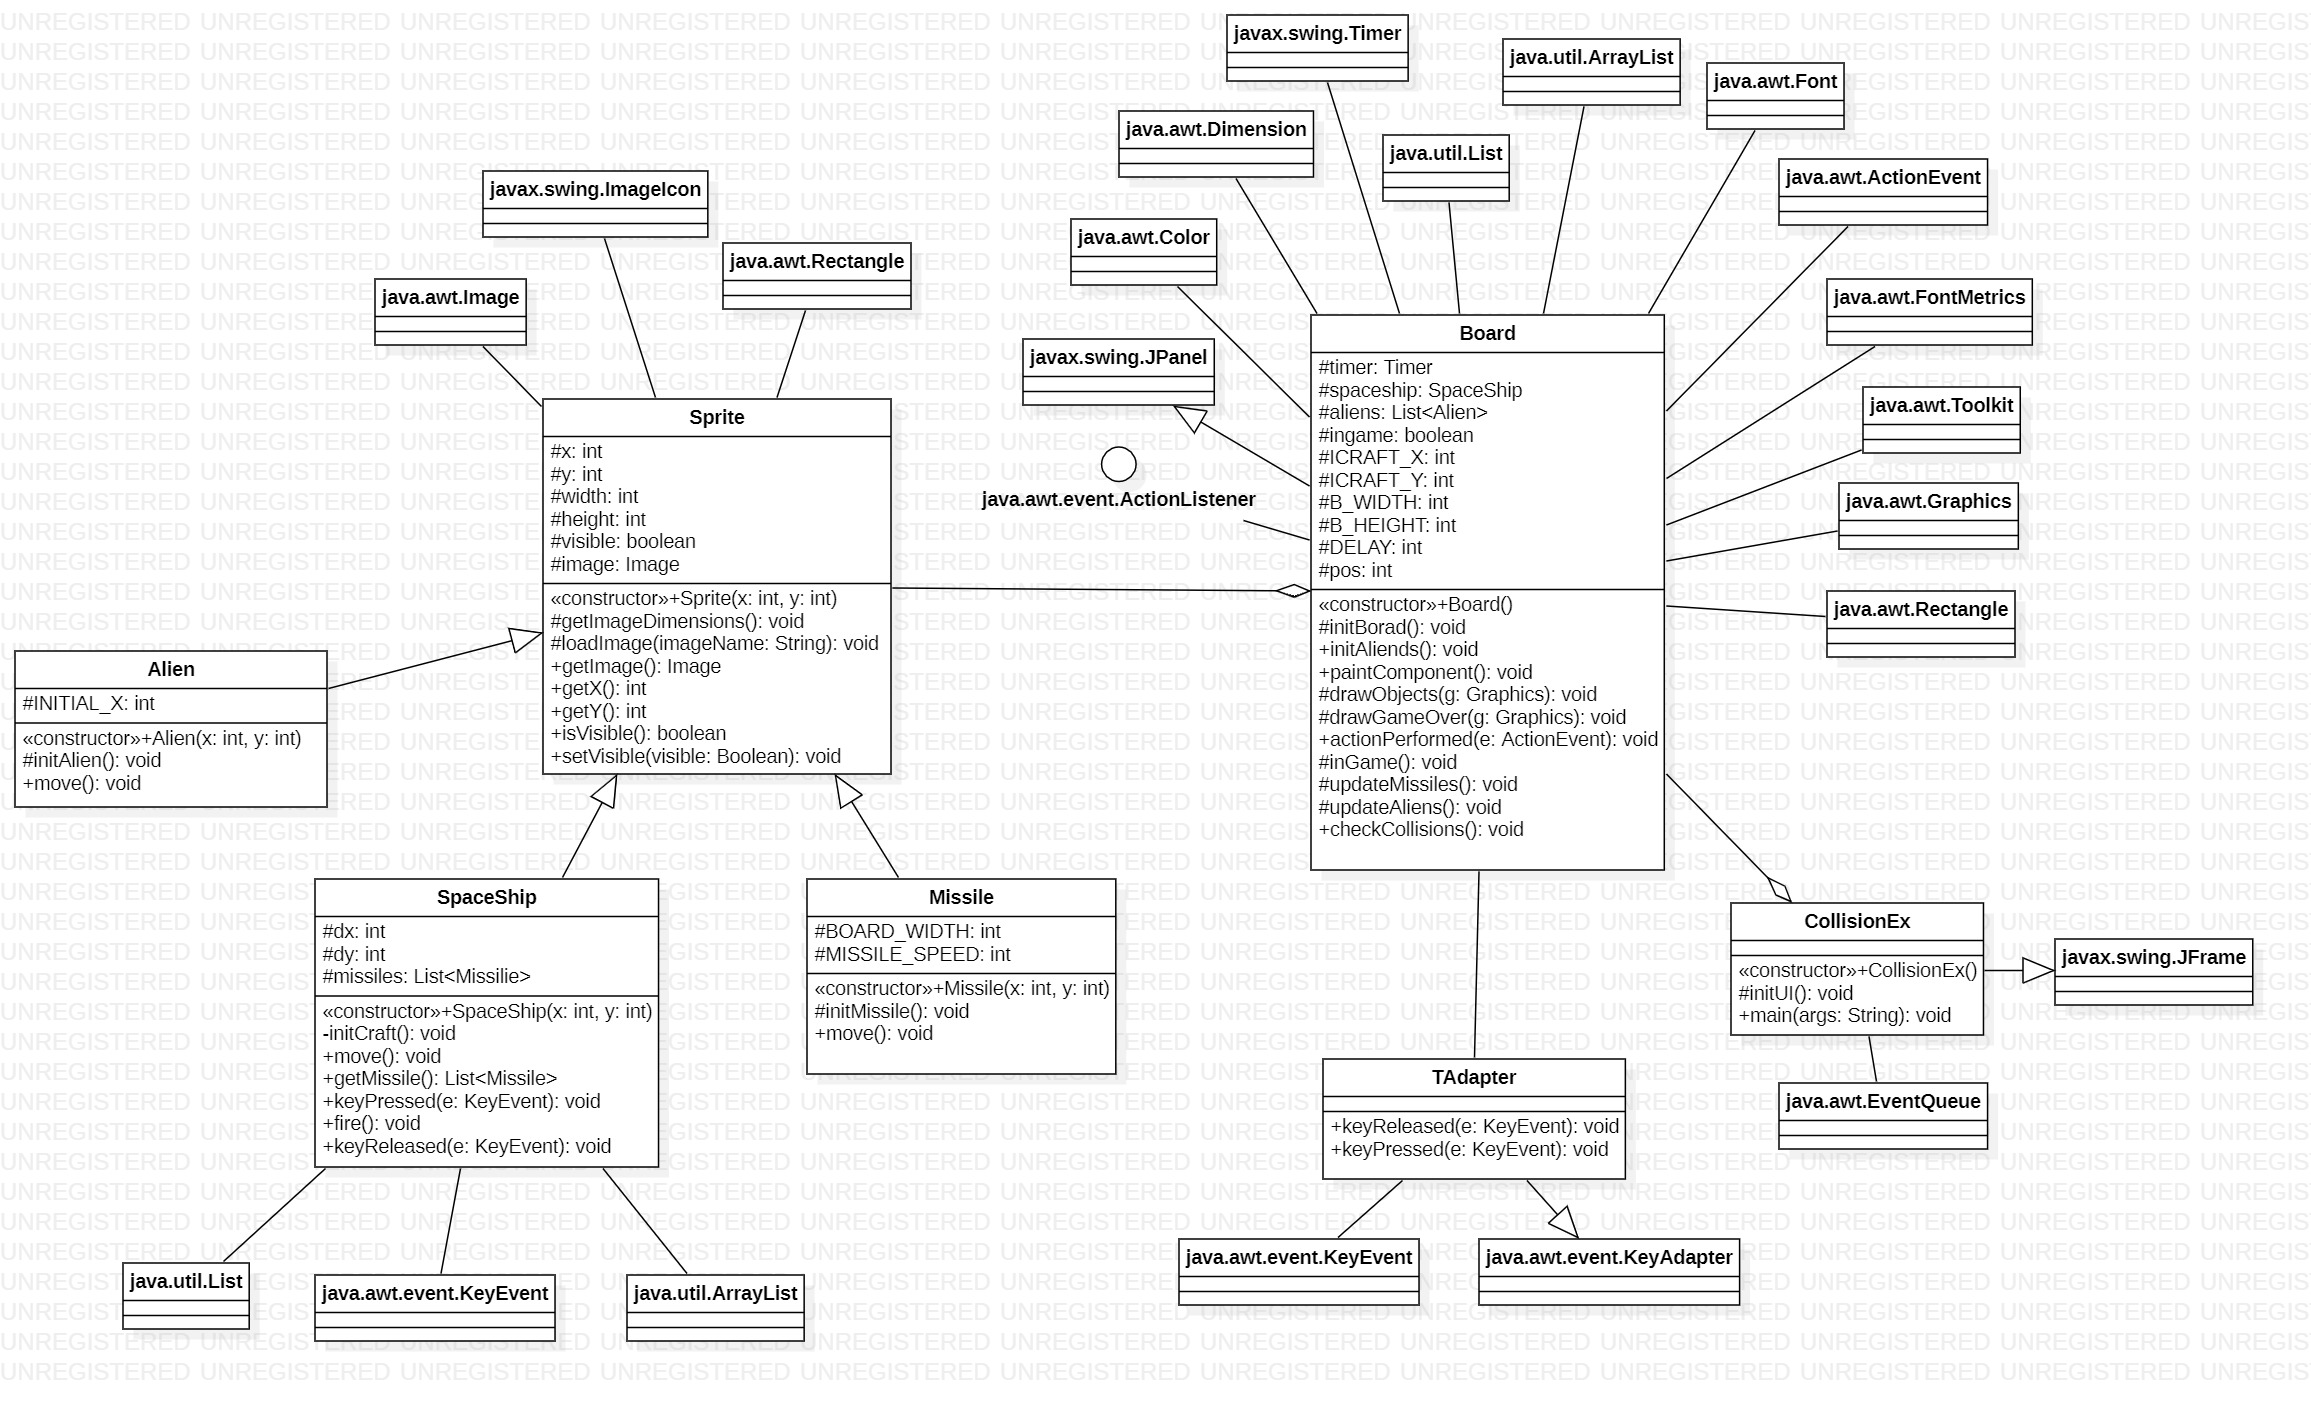 javax.swing.Timer
java.util.ArrayList
java.awt.Font
java.awt.Dimension
java.util.List
java.awt.ActionEvent
javax.swing.ImageIcon
java.awt.Color
java.awt.Rectangle
java.awt.Image
java.awt.FontMetrics
javax.swing.JPanel
java.awt.Toolkit
java.awt.event.ActionListener
java.awt.Graphics
java.awt.Rectangle
Sprite
#x: int
#y: int
#width: int
#height: int
#visible: boolean
#image: Image
«constructor»+Sprite(x: int, y: int)
#getImageDimensions(): void
#loadImage(imageName: String): void
+getImage(): Image
+getX(): int
+getY(): int
+isVisible(): boolean
+setVisible(visible: Boolean): void
Board
#timer: Timer
#spaceship: SpaceShip
#aliens: List<Alien>
#ingame: boolean
#ICRAFT_X: int
#ICRAFT_Y: int
#B_WIDTH: int
#B_HEIGHT: int
#DELAY: int
#pos: int
«constructor»+Board()
#initBorad(): void
+initAliends(): void
+paintComponent(): void
#drawObjects(g: Graphics): void
#drawGameOver(g: Graphics): void
+actionPerformed(e: ActionEvent): void
#inGame(): void
#updateMissiles(): void
#updateAliens(): void
+checkCollisions(): void
Alien
#INITIAL_X: int
«constructor»+Alien(x: int, y: int)
#initAlien(): void
+move(): void
SpaceShip
#dx: int
#dy: int
#missiles: List<Missilie>
«constructor»+SpaceShip(x: int, y: int)
-initCraft(): void
+move(): void
+getMissile(): List<Missile>
+keyPressed(e: KeyEvent): void
+fire(): void
+keyReleased(e: KeyEvent): void
Missile
#BOARD_WIDTH: int
#MISSILE_SPEED: int
«constructor»+Missile(x: int, y: int)
#initMissile(): void
+move(): void
CollisionEx
«constructor»+CollisionEx()
#initUI(): void
+main(args: String): void
javax.swing.JFrame
java.awt.EventQueue
TAdapter
+keyReleased(e: KeyEvent): void
+keyPressed(e: KeyEvent): void
java.awt.event.KeyEvent
java.awt.event.KeyAdapter
java.util.List
java.awt.event.KeyEvent
java.util.ArrayList